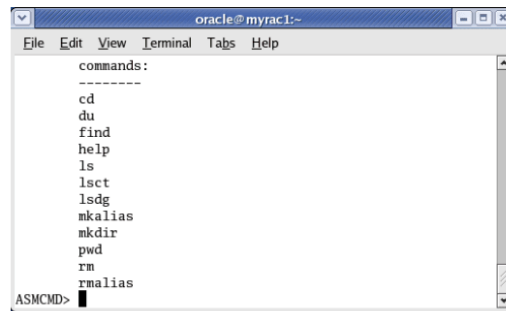 oracle@myrac1:~
File Edit View Terminal Tabs Help
commands:
--------
cd
du
find
help
ls
lsct
lsdg
mkalias
mkdir
pwd
rm
rmalias
ASMCMD>